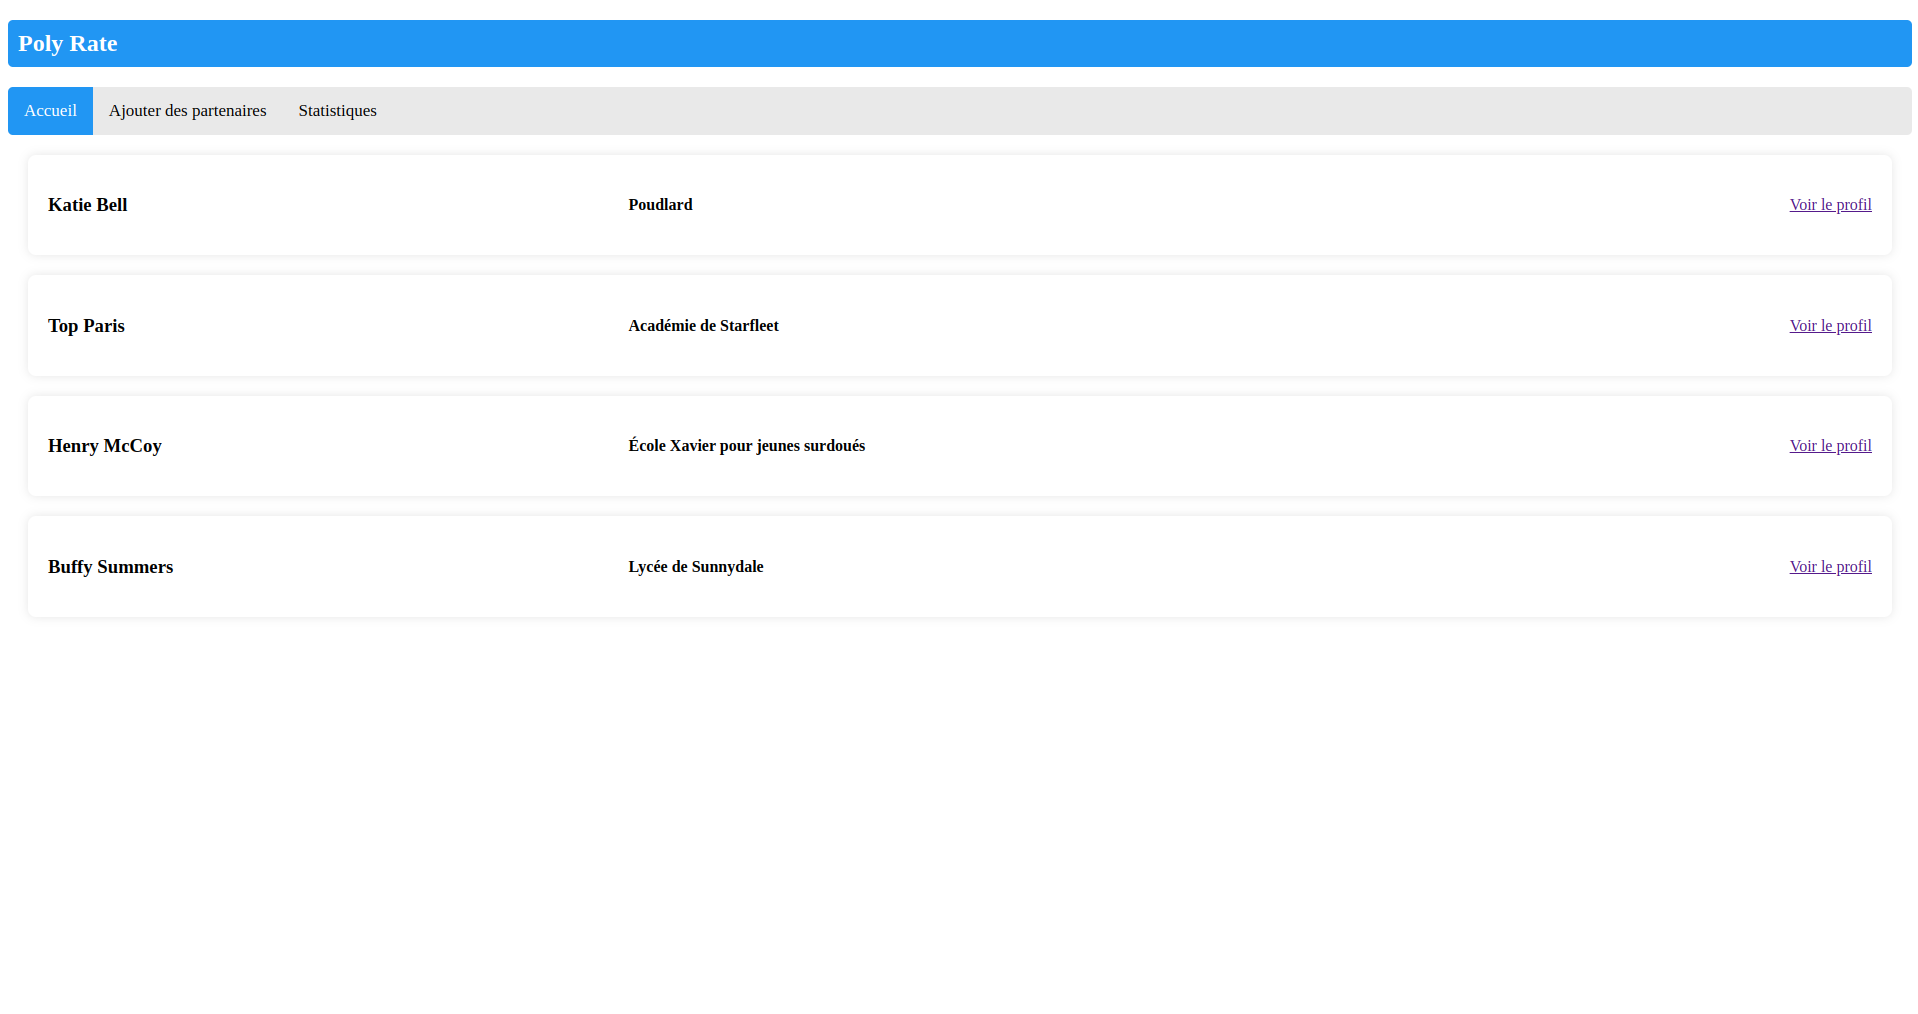 Poly Rate
Accueil Ajouter des partenaires Statistiques
Katie Bell Poudlard Voir le profil
Top Paris Académie de Starfleet Voir le profil
Henry McCoy École Xavier pour jeunes surdoués Voir le profil
Buffy Summers Lycée de Sunnydale Voir le profil